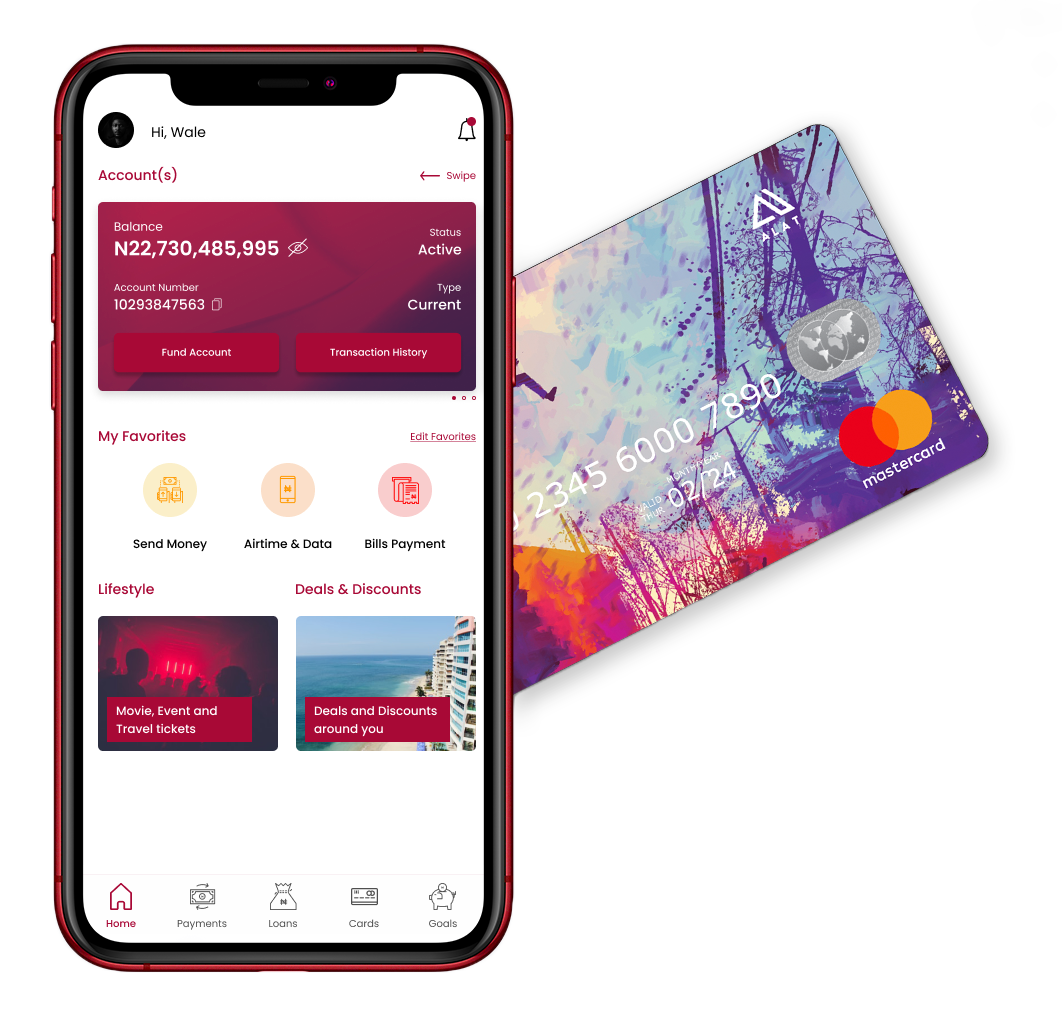 Hi, Wale
Account(s)
Swipe
Balance
N22,730,485,995
Status
Active
Account Number
10293847563
Type
Current
Fund Account
Transaction History
My Favorites
Edit Favorites
Send Money
Airtime & Data
Bills Payment
Lifestyle
Deals & Discounts
Movie, Event and
Travel tickets
Deals and Discounts
around you
Home
Payments
Loans
Cards
Goals
ALAT
2345 6000 7890
MONTH/YEAR
VALID
THUR
02/24
mastercard